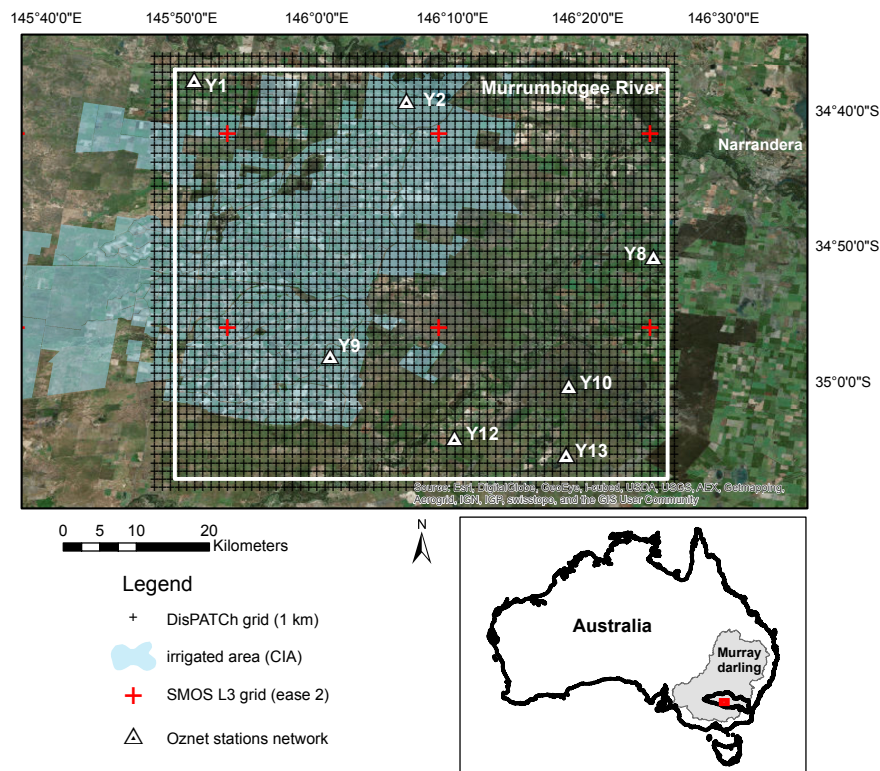 145°40'0"E 145°50'0"E 146°0'0"E 146°10'0"E 146°20'0"E 146°30'0"E
Y1
Y2
Murrumbidgee River
34°40'0"S
Narrandera
Y8
34°50'0"S
Y9
Y10
35°0'0"S
Y12
Y13
Source: Esri, DigitalGlobe, GeoEye, i-cubed, USDA, USGS, AEX, Getmapping,
Aerogrid, IGN, IGP, swisstopo, and the GIS User Community
0 5 10 20
Kilometers
N
Legend
DisPATCh grid (1 km)
irrigated area (CIA)
SMOS L3 grid (ease 2)
Oznet stations network
Australia
Murray
darling